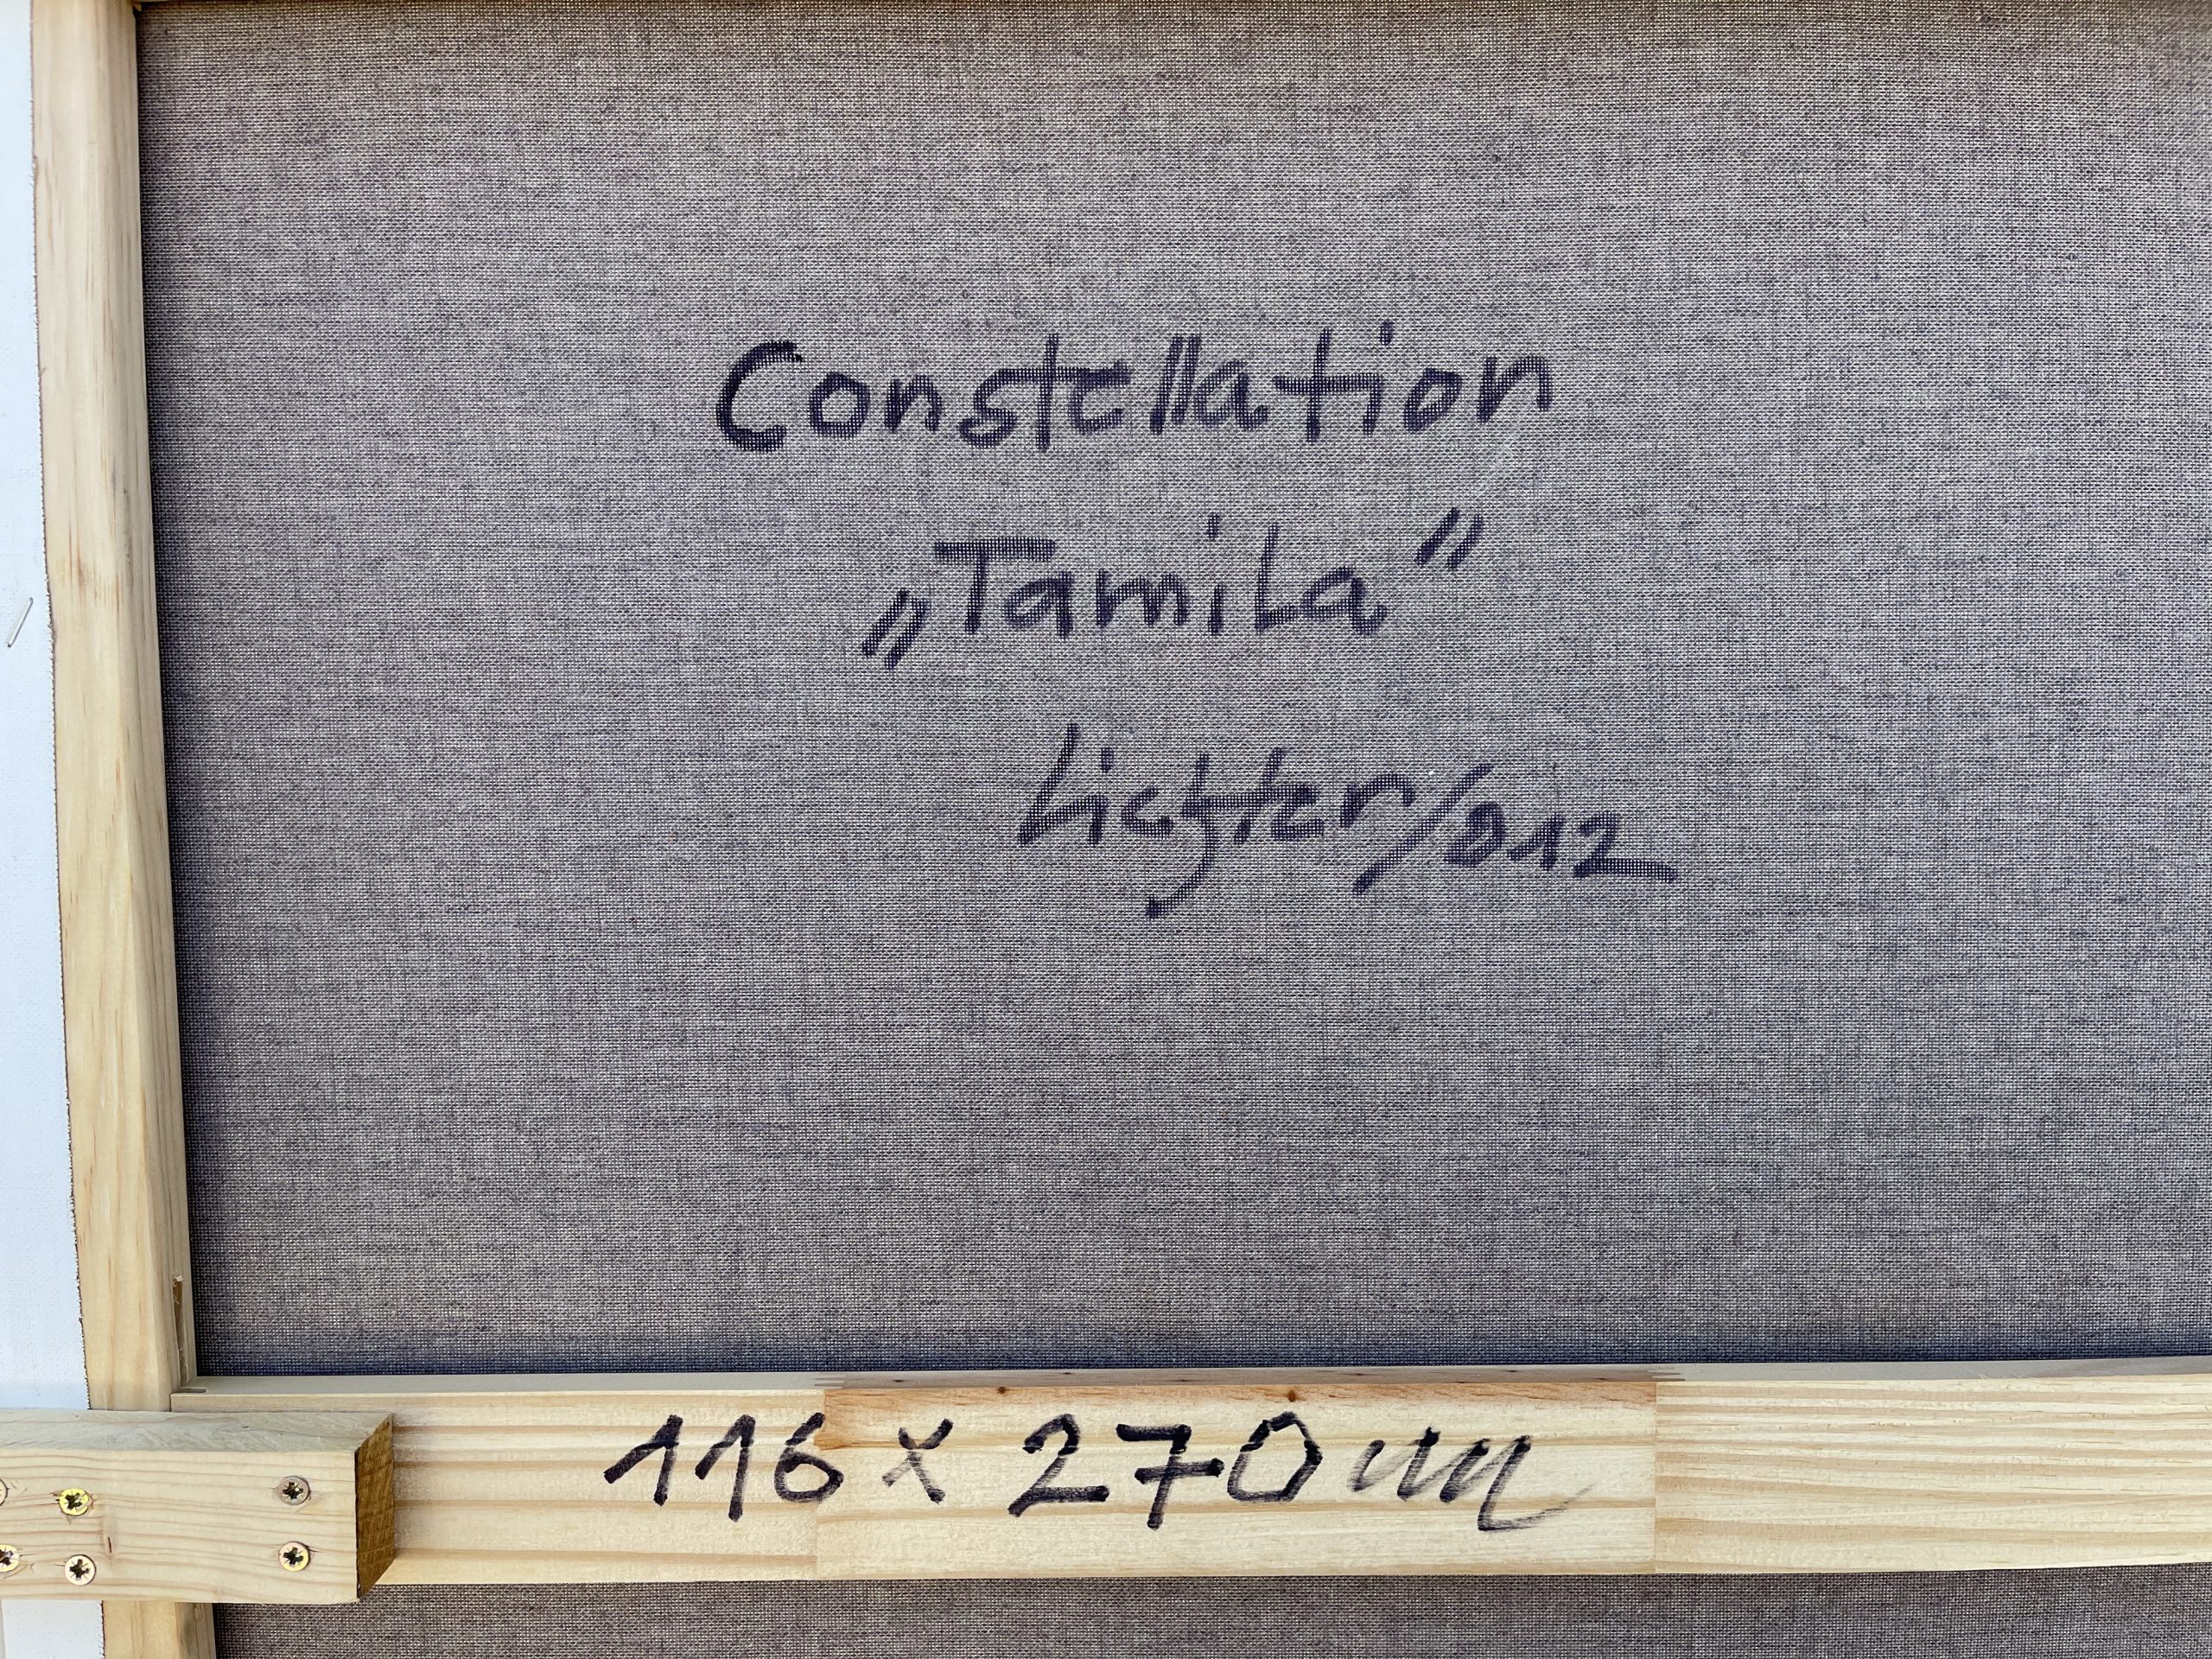 Constellation
„Tamila"
Lichter/012
116 x 270 cm